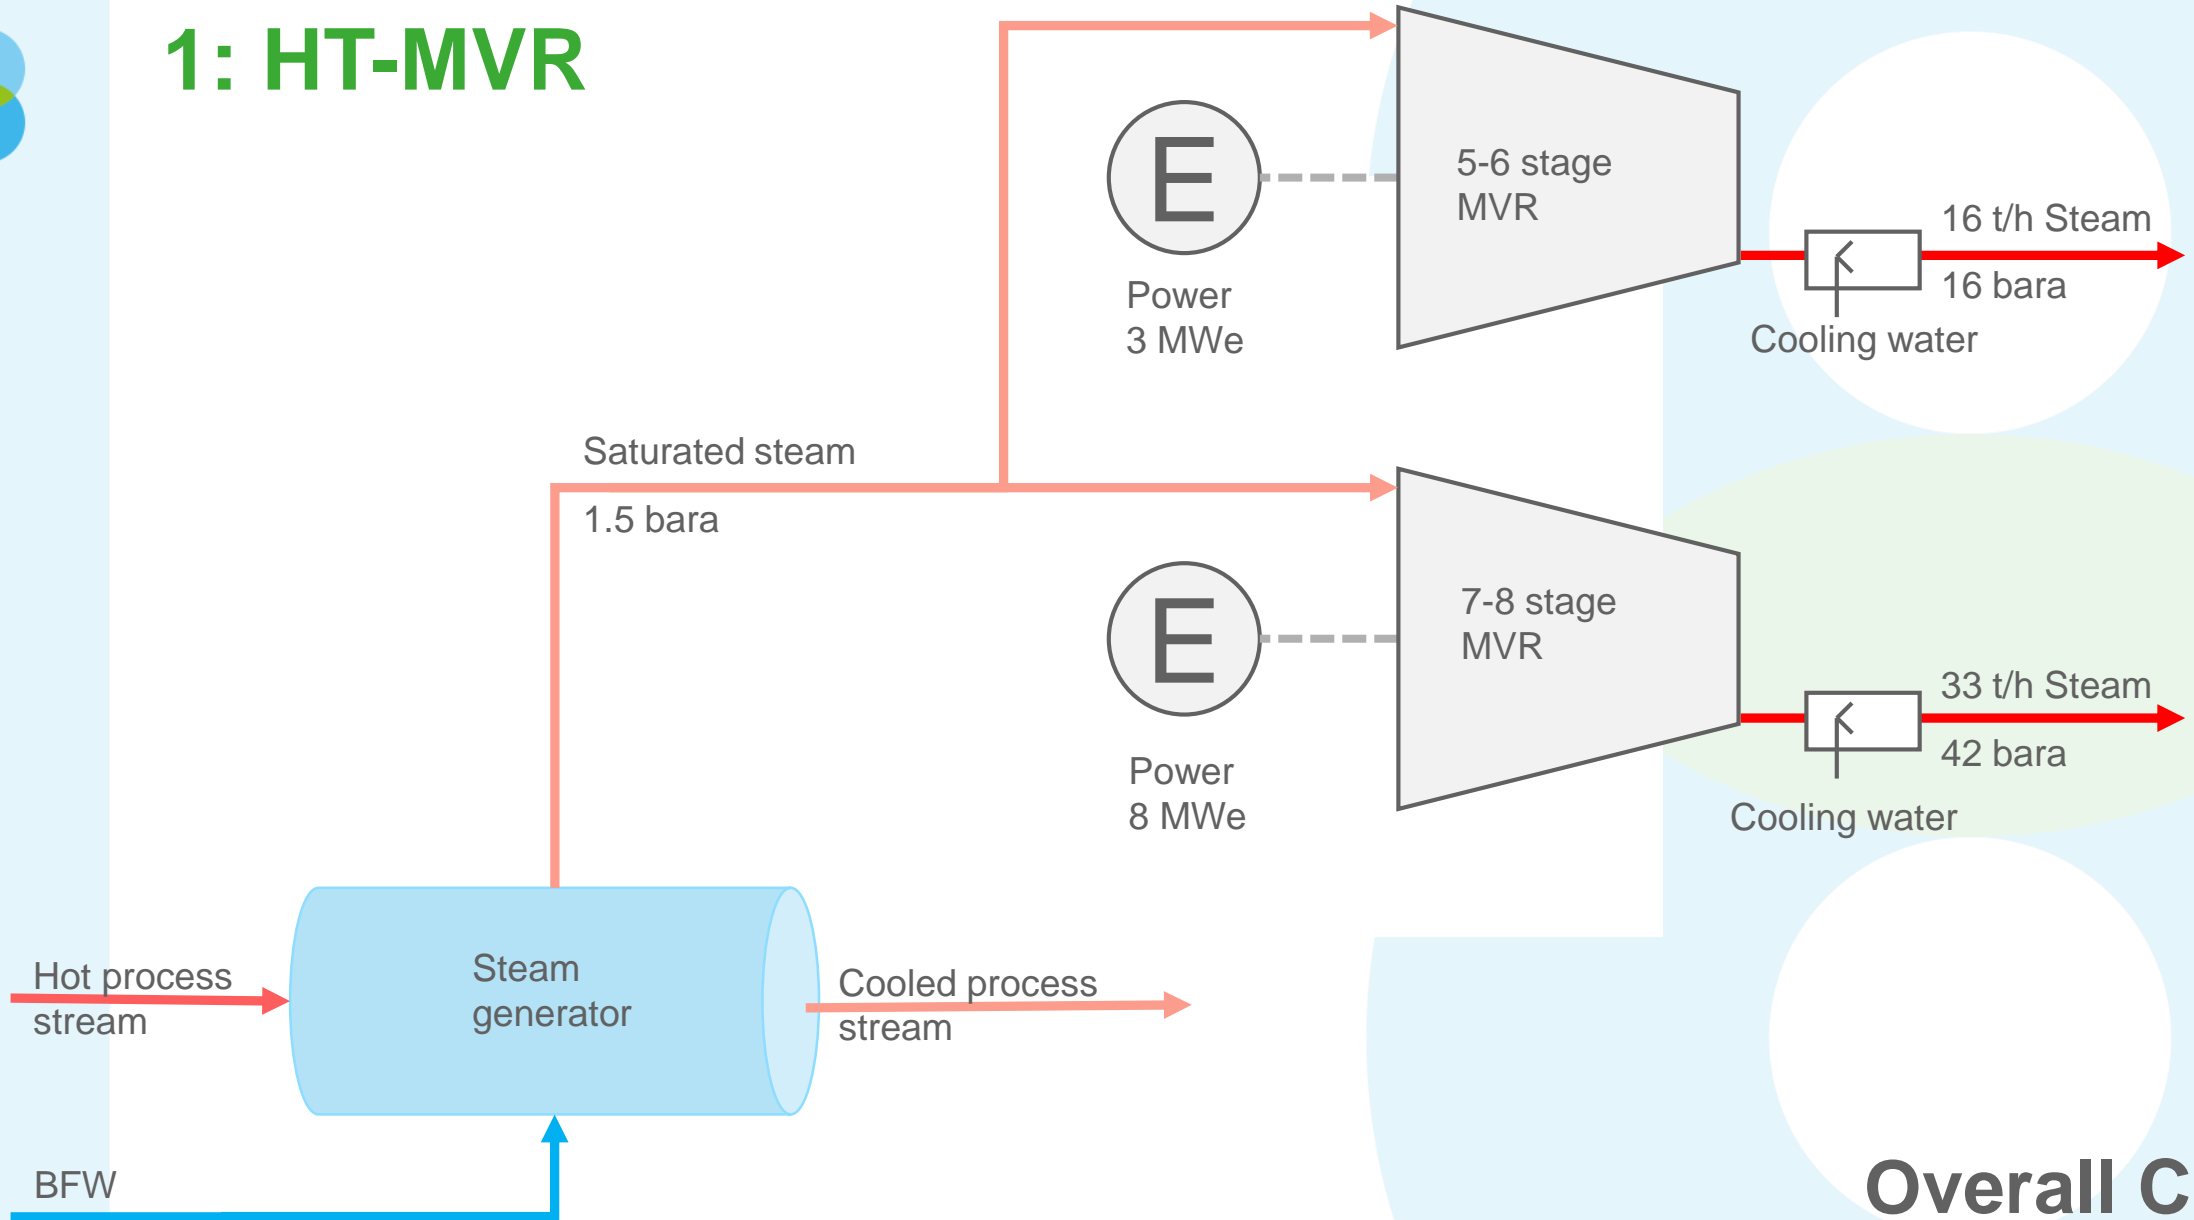 1: HT-MVR
E
5-6 stage
MVR
16 t/h Steam
16 bara
Power
3 MWe
Cooling water
Saturated steam
1.5 bara
E
7-8 stage
MVR
33 t/h Steam
42 bara
Power
8 MWe
Cooling water
Hot process
stream
Steam
generator
Cooled process
stream
BFW
Overall C